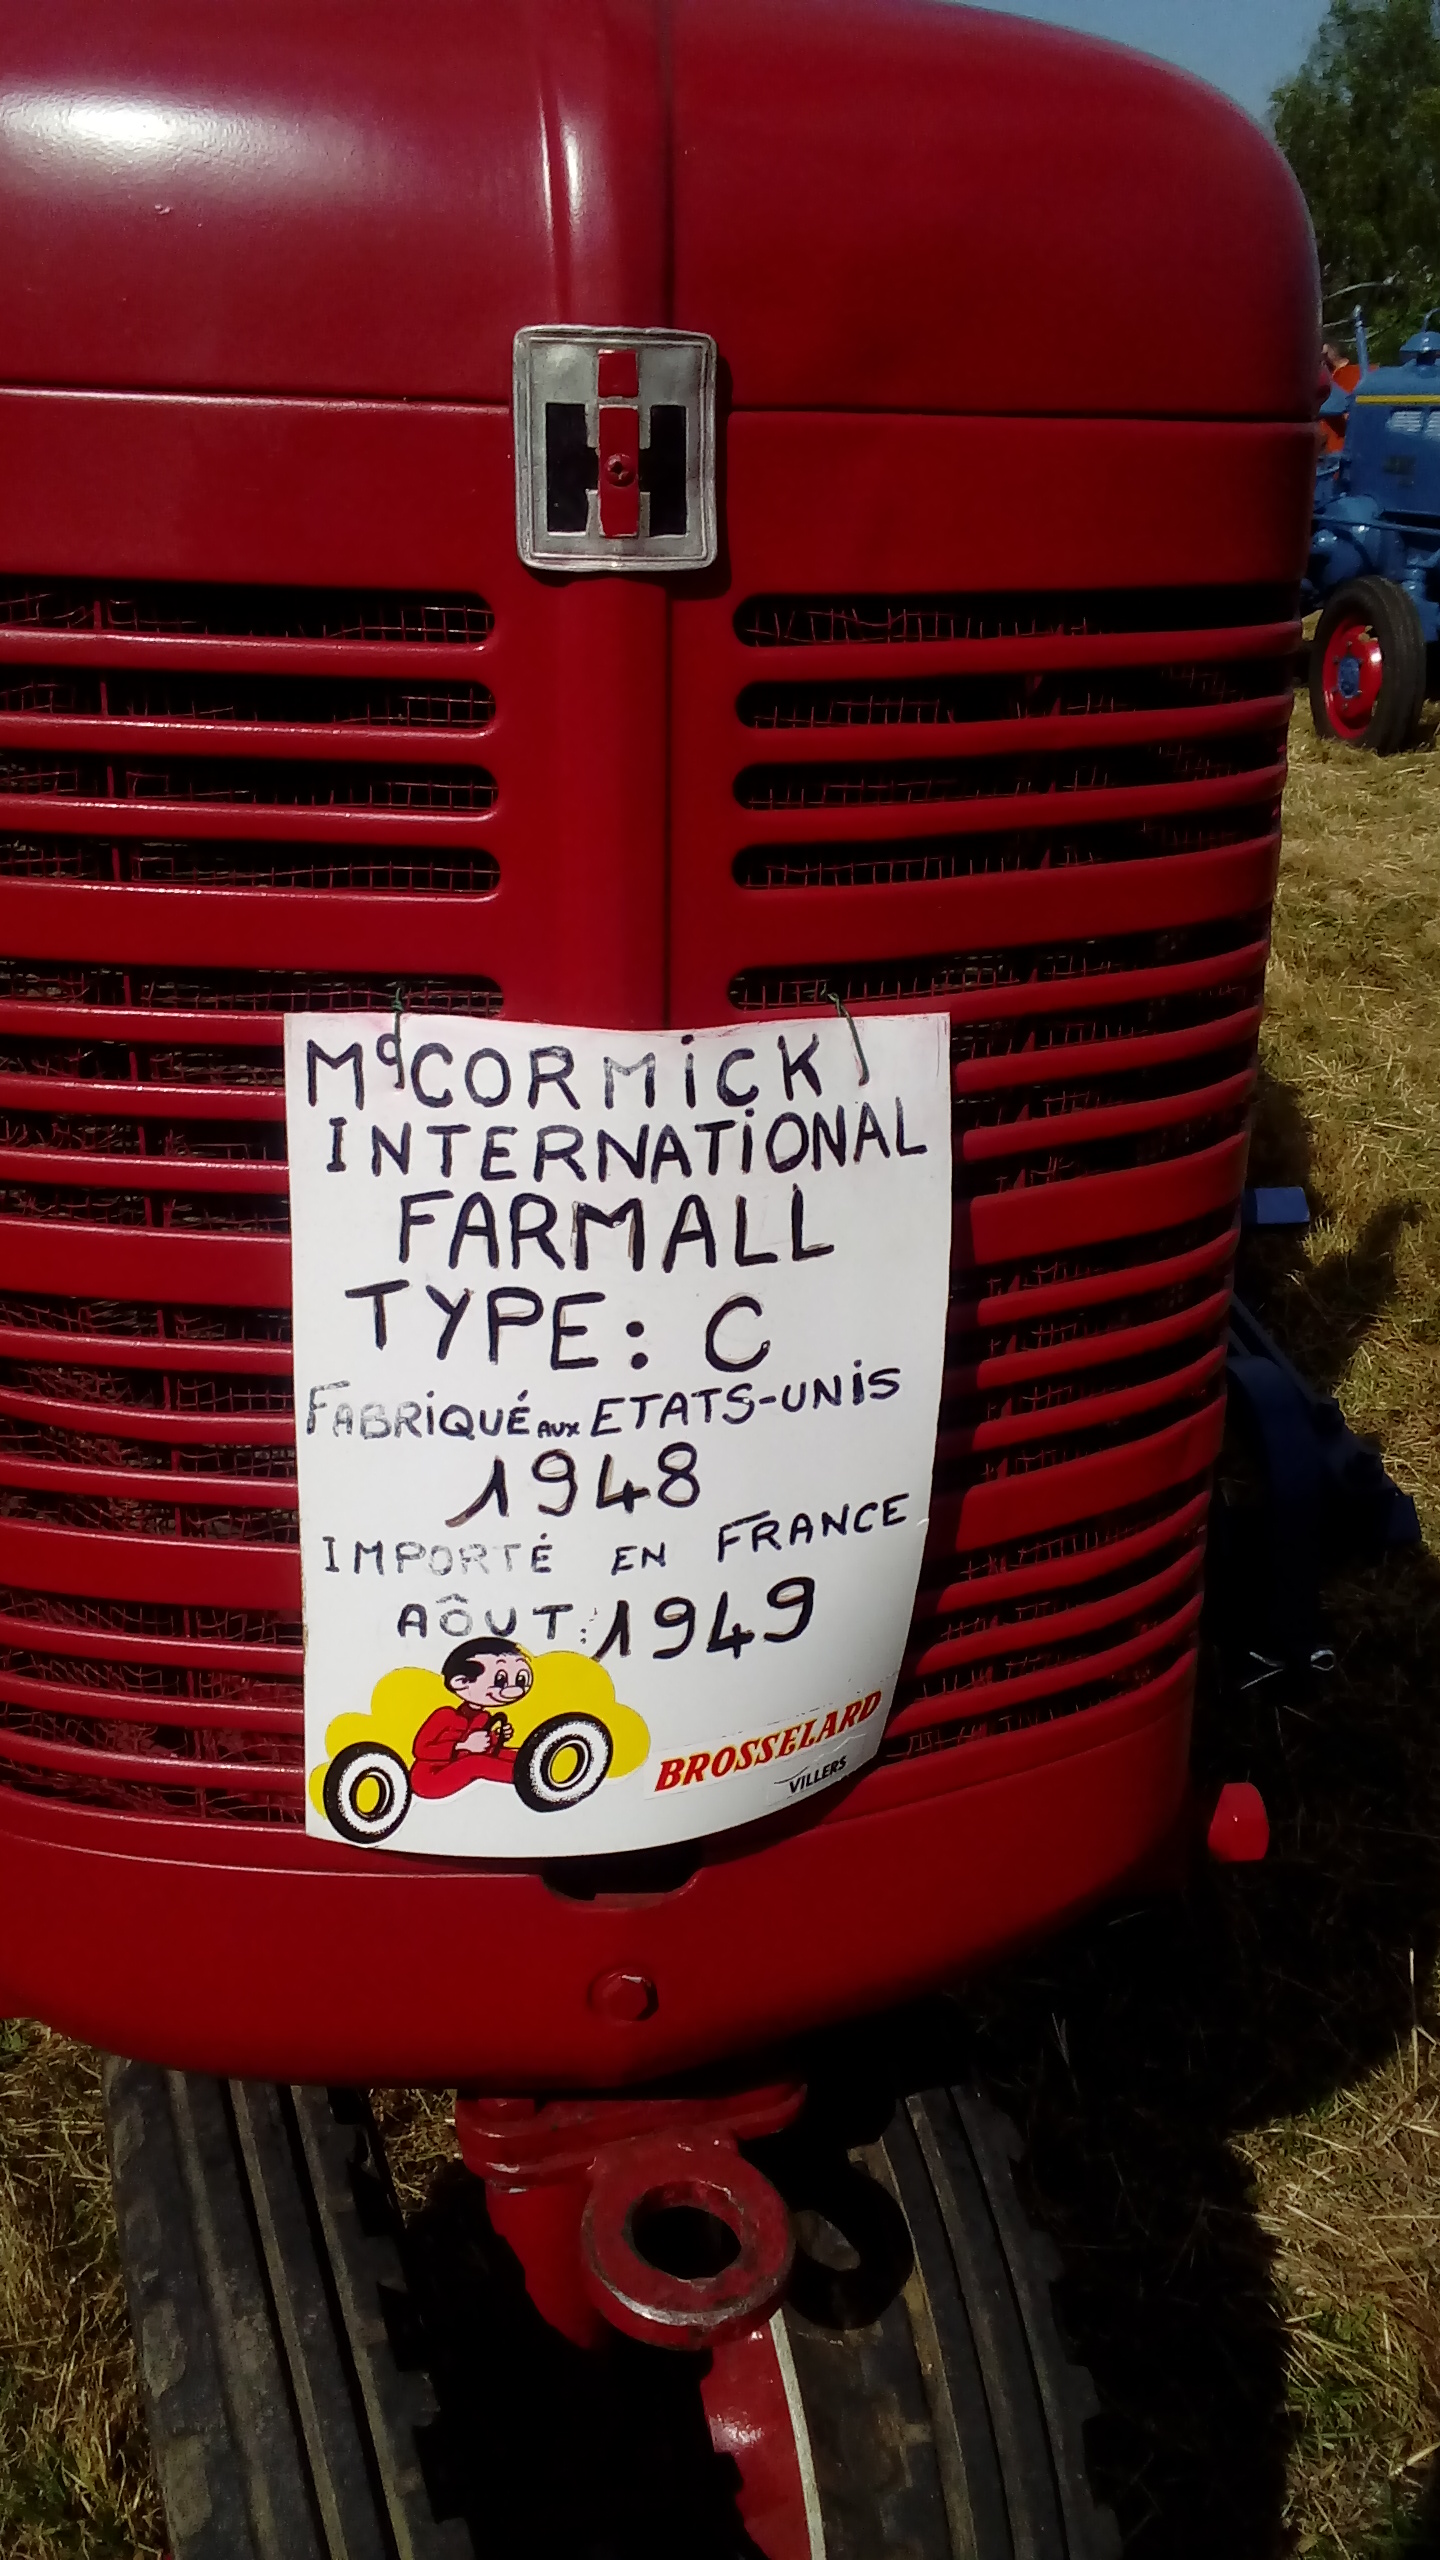 IH
McCORMiCK
INTERNATiONAL
FARMALL
TYPE: C
FABRiQUÉ AUX ETATS-UNiS
1948
IMPORTÉ EN FRANCE
AÔUT: 1949
BROSSELARD
VILLERS